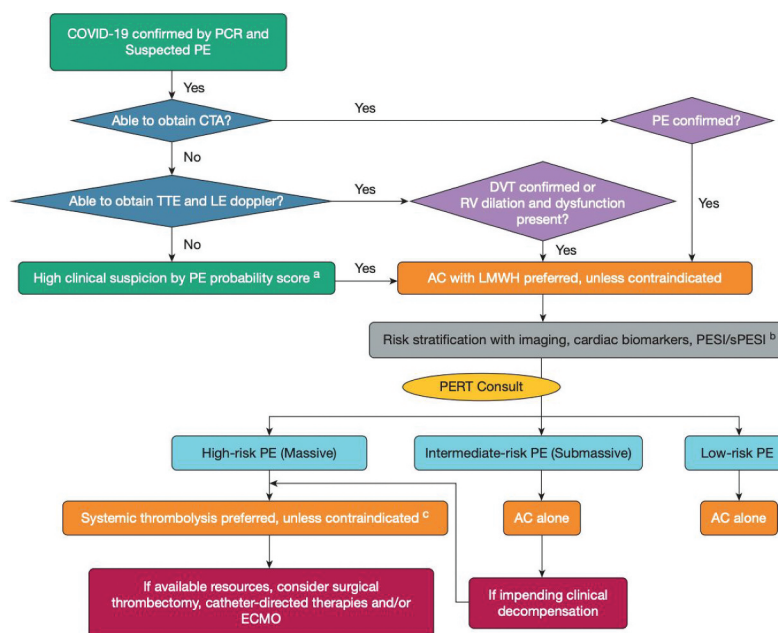 COVID-19 confirmed by PCR and
Suspected PE
Yes
Able to obtain CTA?
Yes
PE confirmed?
No
Able to obtain TTE and LE doppler?
Yes
DVT confirmed or
RV dilation and dysfunction
present?
Yes
No
Yes
High clinical suspicion by PE probability score a
Yes
AC with LMWH preferred, unless contraindicated
Risk stratification with imaging, cardiac biomarkers, PESI/sPESI b
PERT Consult
High-risk PE (Massive)
Intermediate-risk PE (Submassive)
Low-risk PE
Systemic thrombolysis preferred, unless contraindicated c
AC alone
AC alone
If available resources, consider surgical
thrombectomy, catheter-directed therapies and/or
ECMO
If impending clinical
decompensation